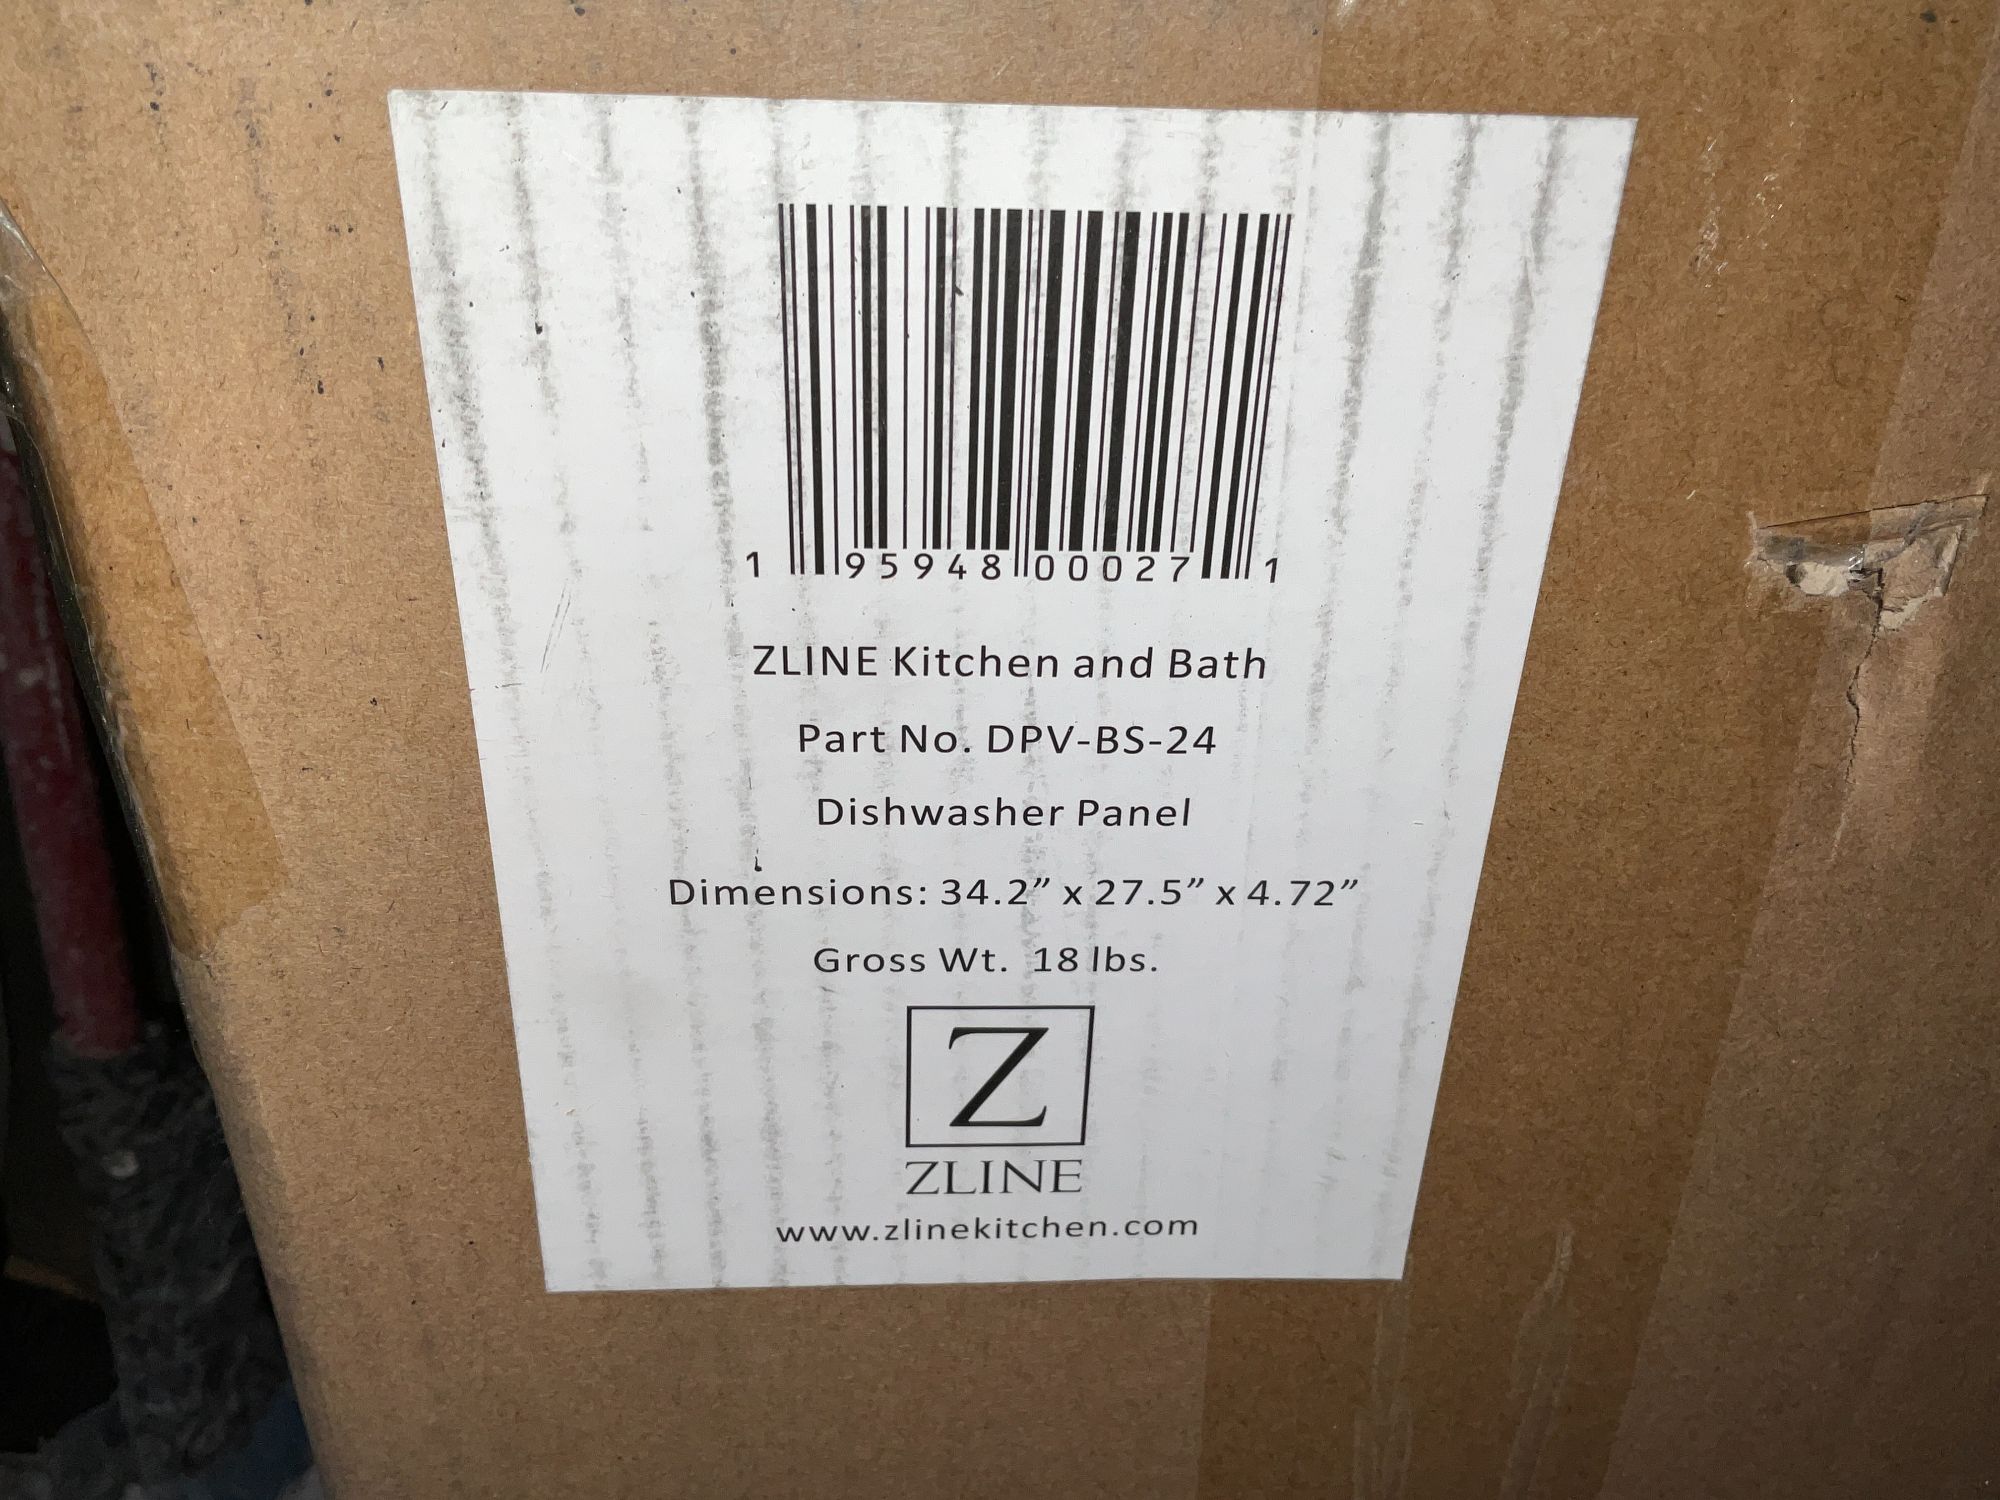 1 95948 00027 1
ZLINE Kitchen and Bath
Part No. DPV-BS-24
Dishwasher Panel
Dimensions: 34.2” x 27.5” x 4.72”
Gross Wt. 18 lbs.
Z
ZLINE
www.zlinekitchen.com